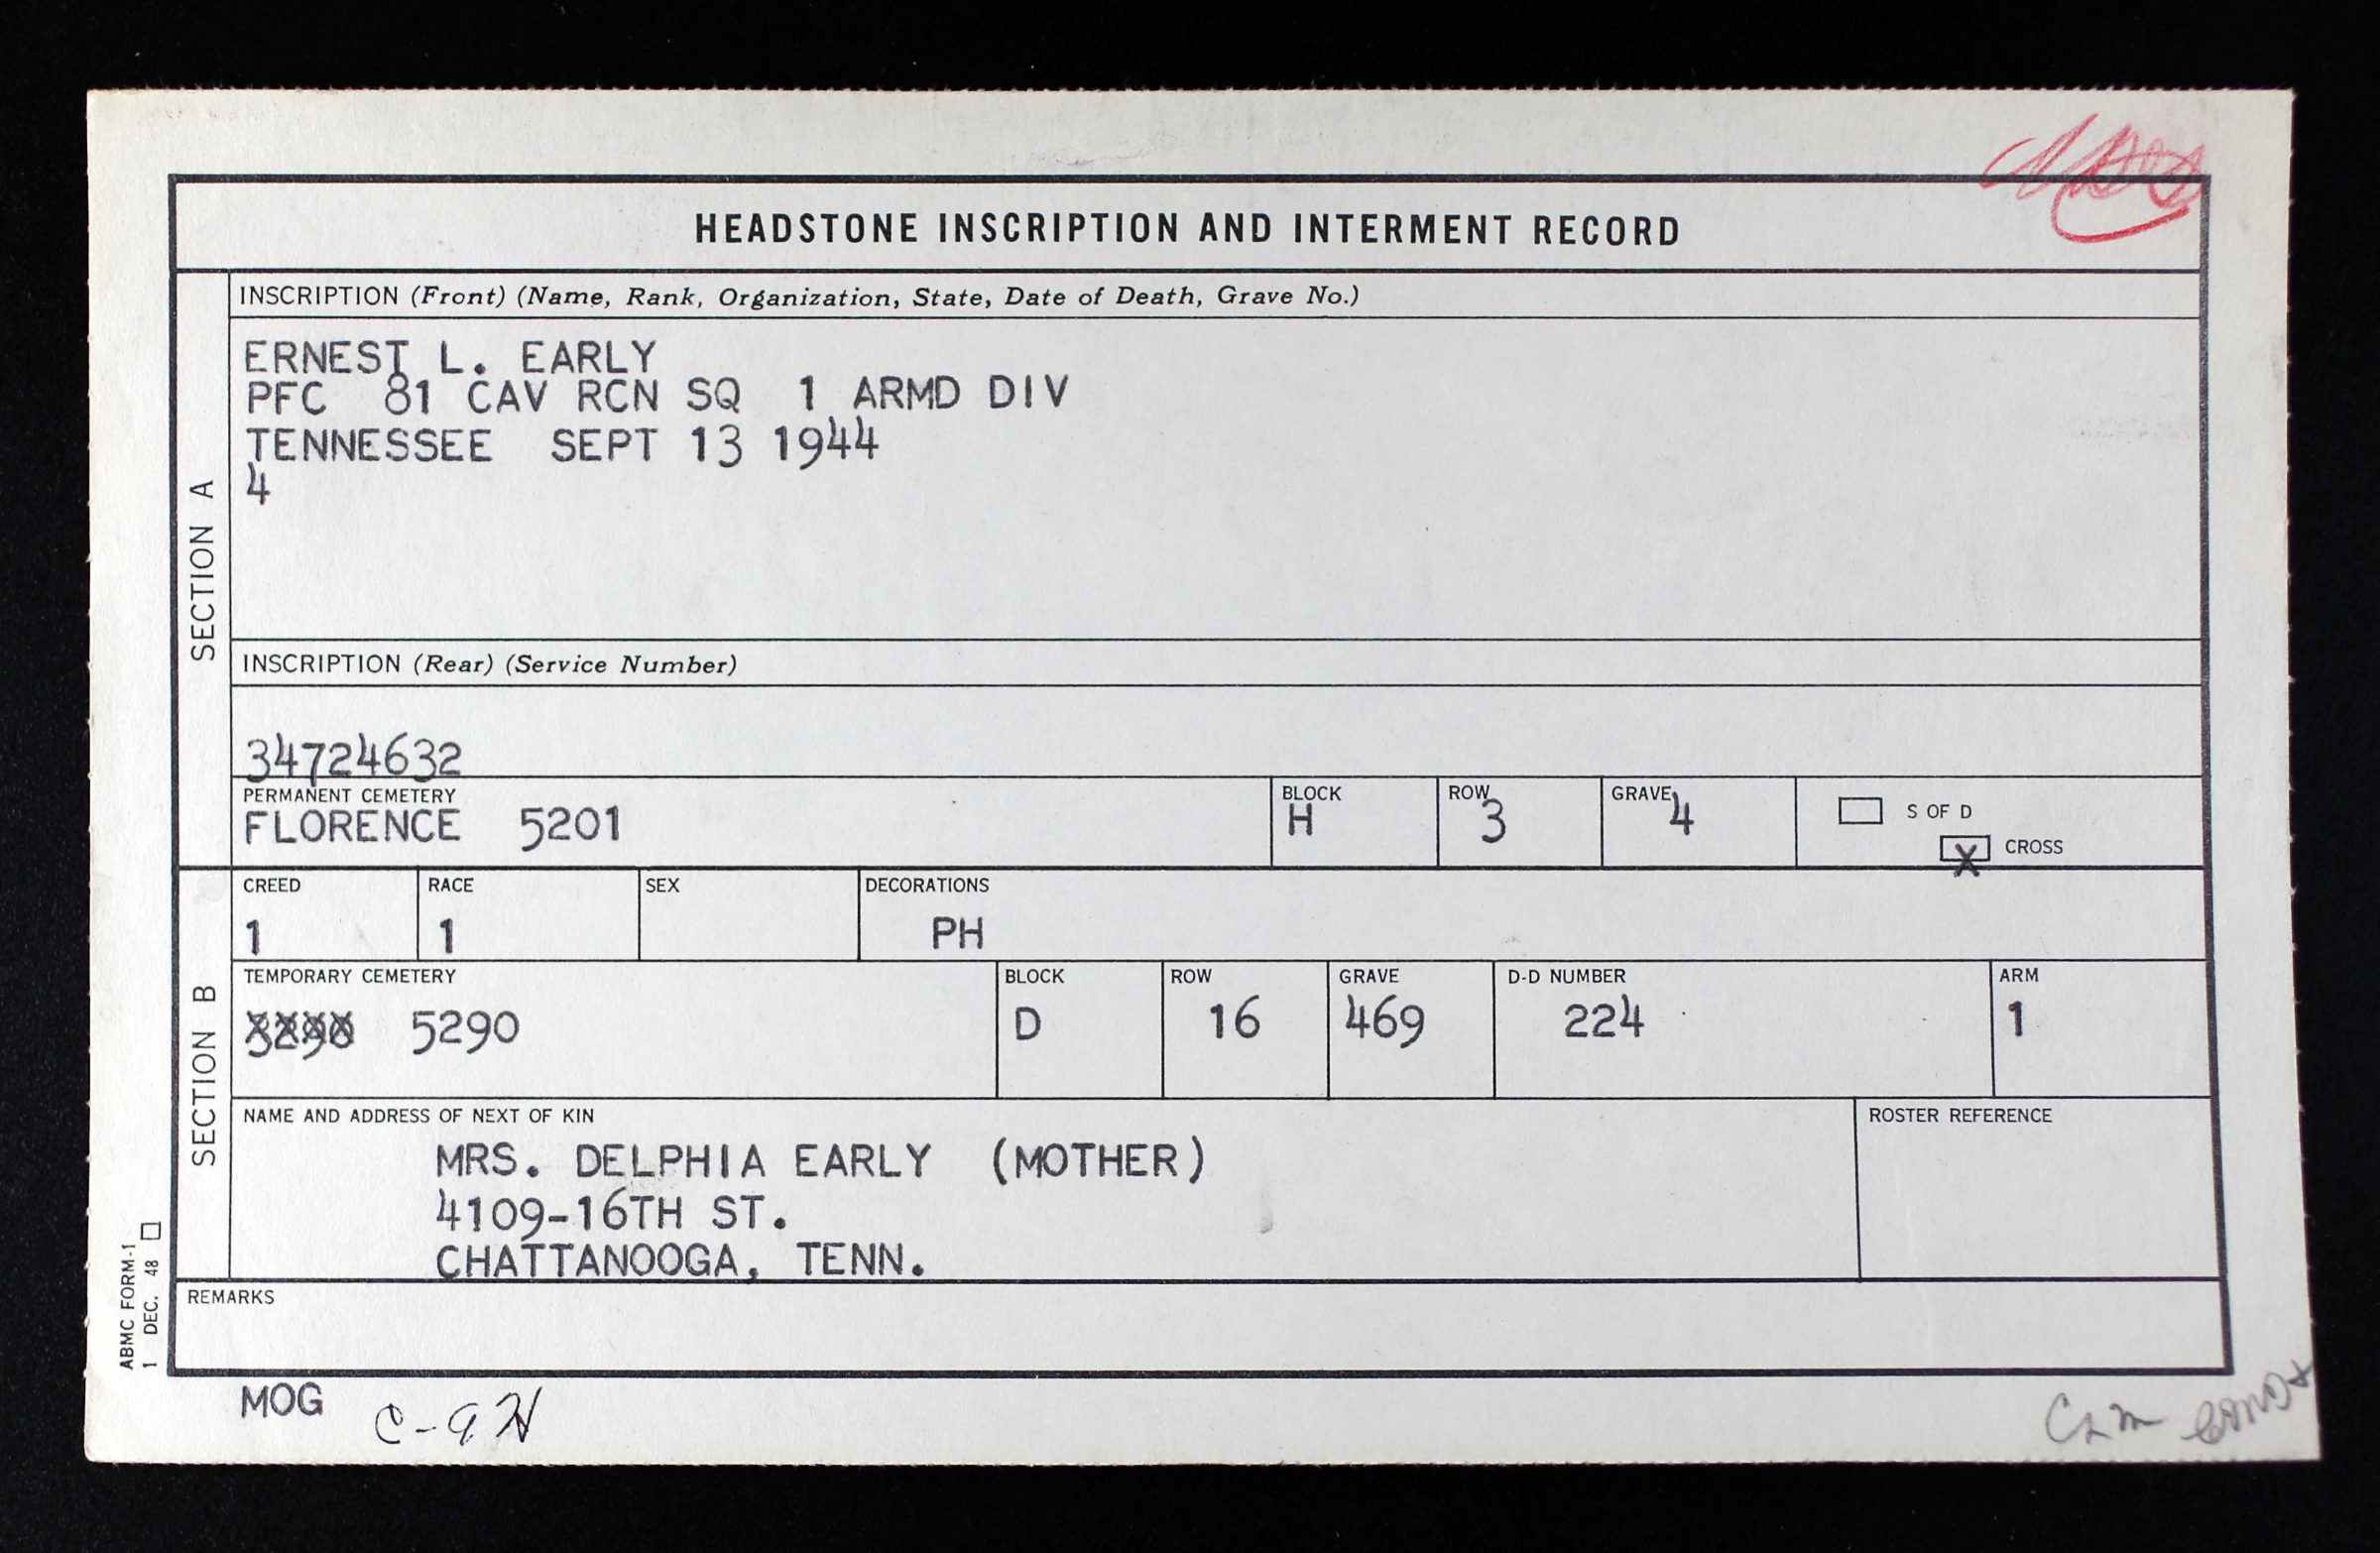 HEADSTONE INSCRIPTION AND INTERMENT RECORD
SECTION A
INSCRIPTION (Front) (Name, Rank, Organization, State, Date of Death, Grave No.)
ERNEST L. EARLY
PFC 81 CAV RCN SQ 1 ARMD DIV
TENNESSEE SEPT 13 1944
4
INSCRIPTION (Rear) (Service Number)
34724632
PERMANENT CEMETERY
FLORENCE 5201
BLOCK
H
ROW
3
GRAVE
4
S OF D
X CROSS
SECTION B
CREED
1
RACE
1
SEX
DECORATIONS
PH
TEMPORARY CEMETERY
5290
BLOCK
D
ROW
16
GRAVE
469
D-D NUMBER
224
ARM
1
NAME AND ADDRESS OF NEXT OF KIN
MRS. DELPHIA EARLY (MOTHER)
4109-16TH ST.
CHATTANOOGA, TENN.
ROSTER REFERENCE
REMARKS
ABMC FORM-1
1 DEC. 48
MOG